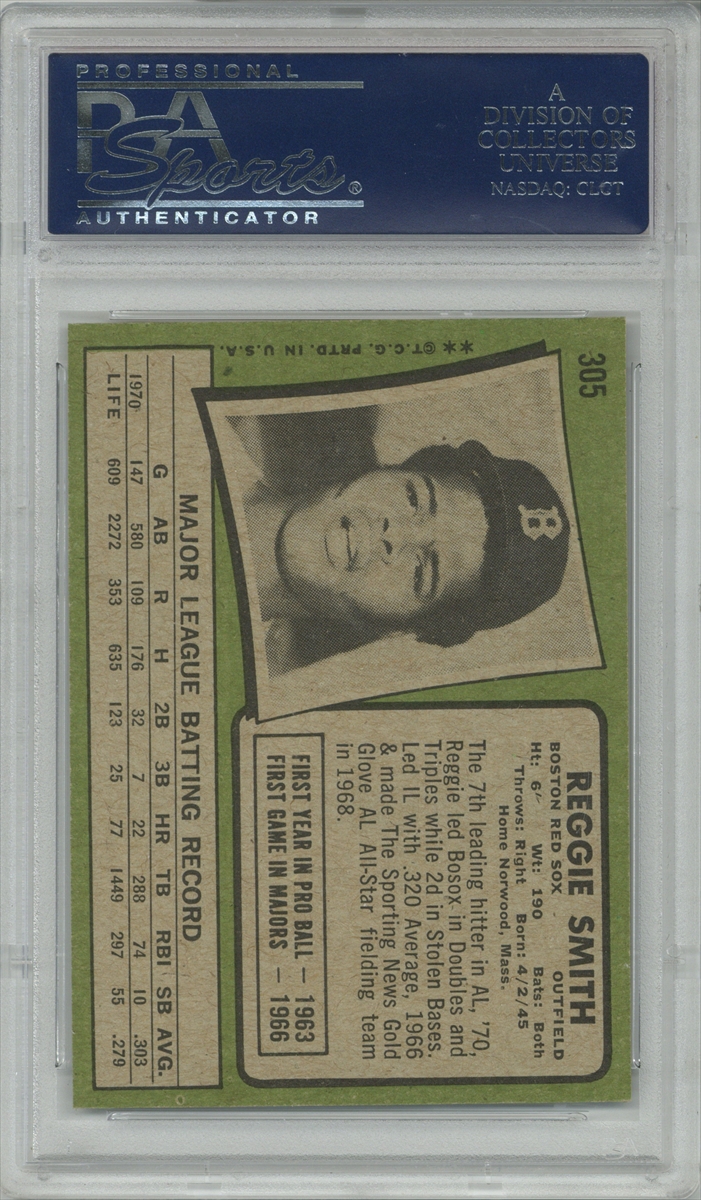 PROFESSIONAL
PSA
Sports®
AUTHENTICATOR
A
DIVISION OF
COLLECTORS
UNIVERSE
NASDAQ: CLCT
305
**©T.C.G. PRTD. IN U.S.A.
B
REGGIE SMITH
BOSTON RED SOX OUTFIELD
Ht: 6'- Wt: 190 Bats: Both
Throws: Right Born: 4/2/45
Home Norwood, Mass.
The 7th leading hitter in AL, '70,
Reggie led Bosox in Doubles and
Triples while 2d in Stolen Bases.
Led IL with .320 Average, 1966
& made The Sporting News Gold
Glove AL All-Star fielding team
in 1968.
FIRST YEAR IN PRO BALL — 1963
FIRST GAME IN MAJORS — 1966
MAJOR LEAGUE BATTING RECORD
G AB R H 2B 3B HR TB RBI SB AVG.
1970 147 580 109 176 32 7 22 288 74 10 .303
LIFE 609 2272 353 635 123 25 77 1449 297 55 .279